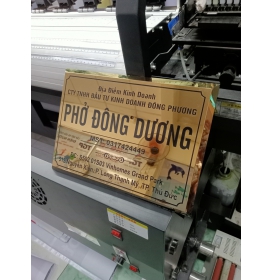 Địa Điểm Kinh Doanh
CTY TNHH ĐẦU TƯ KINH DOANH ĐÔNG PHƯƠNG
PHỞ ĐÔNG DƯƠNG
MST: 0317424449
Vinhomes Grand Park
P. Long Thạnh Mỹ, TP. Thủ Đức